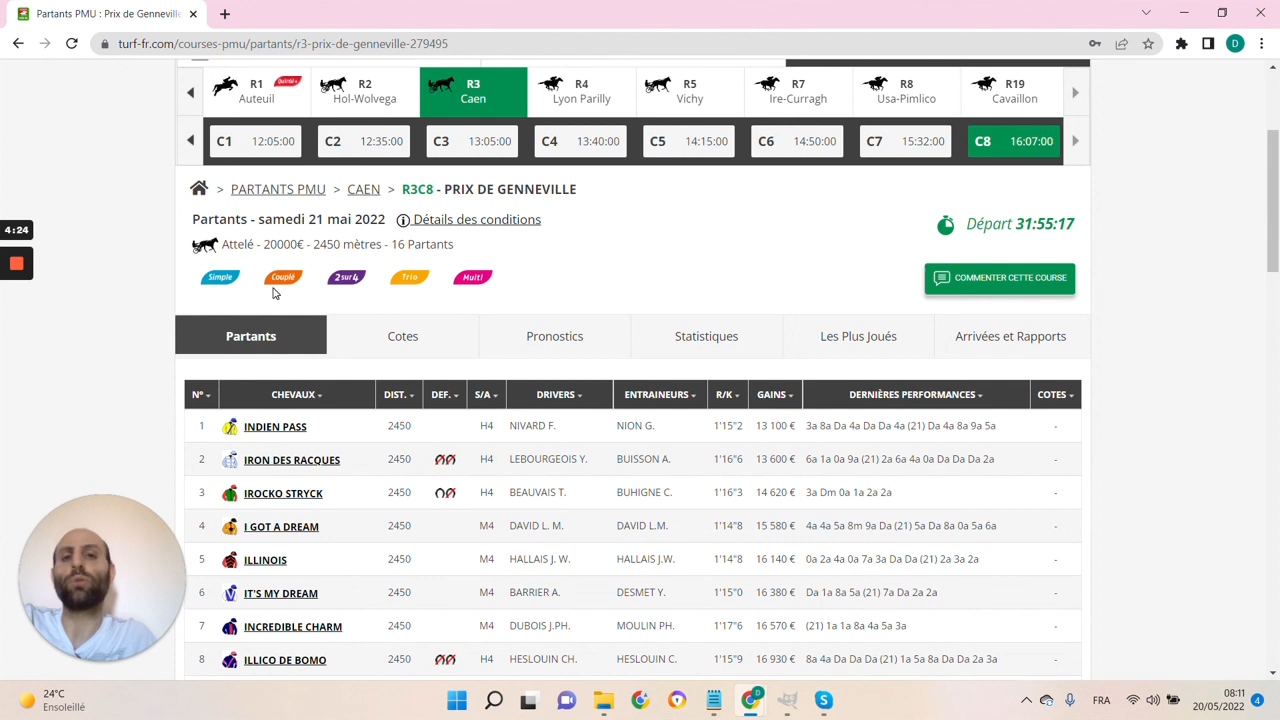 Partants PMU : Prix de Genneville
turf-fr.com/courses-pmu/partants/r3-prix-de-genneville-279495
R1 Auteuil Quinté+
R2 Hol-Wolvega
R3 Caen
R4 Lyon Parilly
R5 Vichy
R7 Ire-Curragh
R8 Usa-Pimlico
R19 Cavaillon
C1 12:05:00 C2 12:35:00 C3 13:05:00 C4 13:40:00 C5 14:15:00 C6 14:50:00 C7 15:32:00 C8 16:07:00
> PARTANTS PMU > CAEN > R3C8 - PRIX DE GENNEVILLE
Partants - samedi 21 mai 2022 Détails des conditions
Départ 31:55:17
Attelé - 20000€ - 2450 mètres - 16 Partants
4:24
Simple Couplé 2 sur 4 Trio Multi
COMMENTER CETTE COURSE
Partants Cotes Pronostics Statistiques Les Plus Joués Arrivées et Rapports
N° CHEVAUX DIST. DEF. S/A DRIVERS ENTRAINEURS R/K GAINS DERNIÈRES PERFORMANCES COTES
1 INDIEN PASS 2450 H4 NIVARD F. NION G. 1'15"2 13 100 € 3a 8a Da 4a Da Da 4a (21) Da 4a 8a 9a 5a -
2 IRON DES RACQUES 2450 H4 LEBOURGEOIS Y. BUISSON A. 1'16"6 13 600 € 6a 1a 0a 9a (21) 2a 6a 4a 0a Da Da Da 2a -
3 IROCKO STRYCK 2450 H4 BEAUVAIS T. BUHIGNE C. 1'16"3 14 620 € 3a Dm 0a 1a 2a 2a -
4 I GOT A DREAM 2450 M4 DAVID L. M. DAVID L.M. 1'14"8 15 580 € 4a 4a 5a 8m 9a Da (21) 5a Da 8a 0a 5a 6a -
5 ILLINOIS 2450 M4 HALLAIS J. W. HALLAIS J.W. 1'14"8 16 140 € 0a 2a 4a 0a 7a 3a Da Da (21) 2a 3a 2a -
6 IT'S MY DREAM 2450 M4 BARRIER A. DESMET Y. 1'15"0 16 380 € Da 1a 8a 5a (21) 7a Da 2a 2a -
7 INCREDIBLE CHARM 2450 M4 DUBOIS J.PH. MOULIN PH. 1'17"6 16 570 € (21) 1a 1a 8a 4a 5a 3a -
8 ILLICO DE BOMO 2450 H4 HESLOUIN CH. HESLOUIN C. 1'15"9 16 930 € 8a 4a Da Da Da (21) 1a 5a 3a Da Da 2a 3a -
24°C
Ensoleillé
FRA
08:11
20/05/2022
4